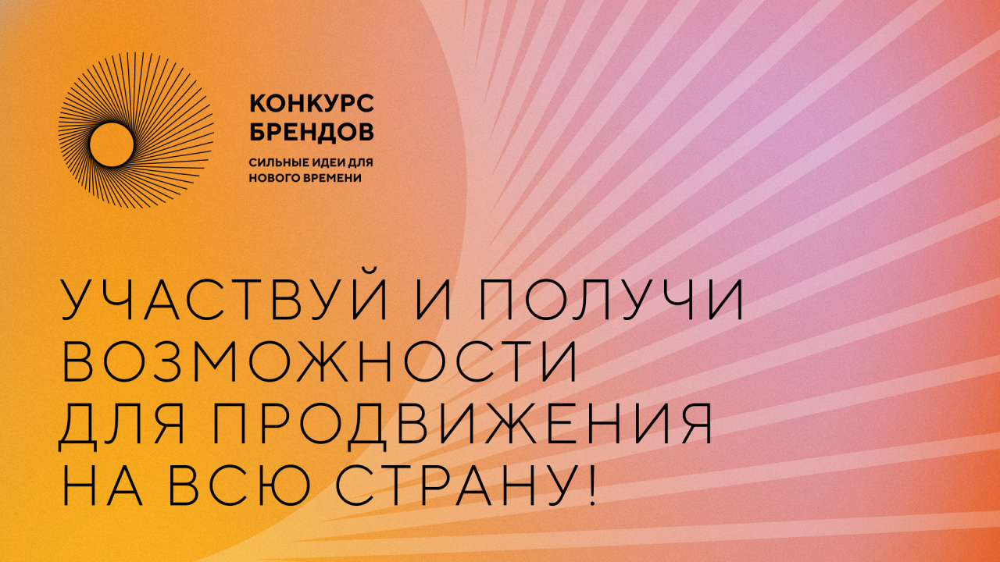 КОНКУРС
БРЕНДОВ
СИЛЬНЫЕ ИДЕИ ДЛЯ
НОВОГО ВРЕМЕНИ
УЧАСТВУЙ И ПОЛУЧИ
ВОЗМОЖНОСТИ
ДЛЯ ПРОДВИЖЕНИЯ
НА ВСЮ СТРАНУ!